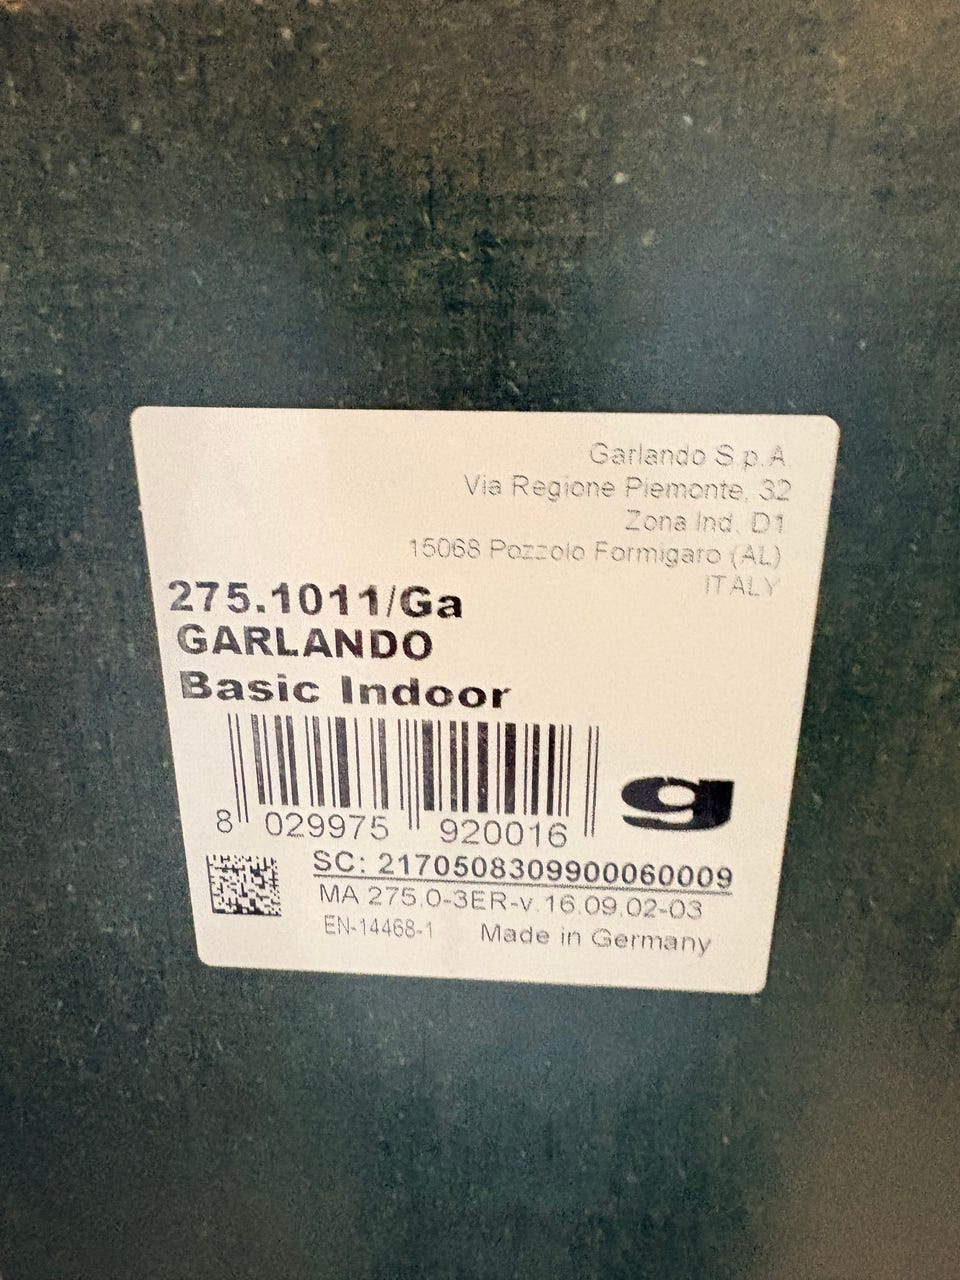 Garlando S.p.A.
Via Regione Piemonte, 32
Zona Ind. D1
15068 Pozzolo Formigaro (AL)
ITALY
275.1011/Ga
GARLANDO
Basic Indoor
8 029975 920016
g
SC: 2170508309900060009
MA 275.0-3ER-v.16.09.02-03
EN-14468-1 Made in Germany